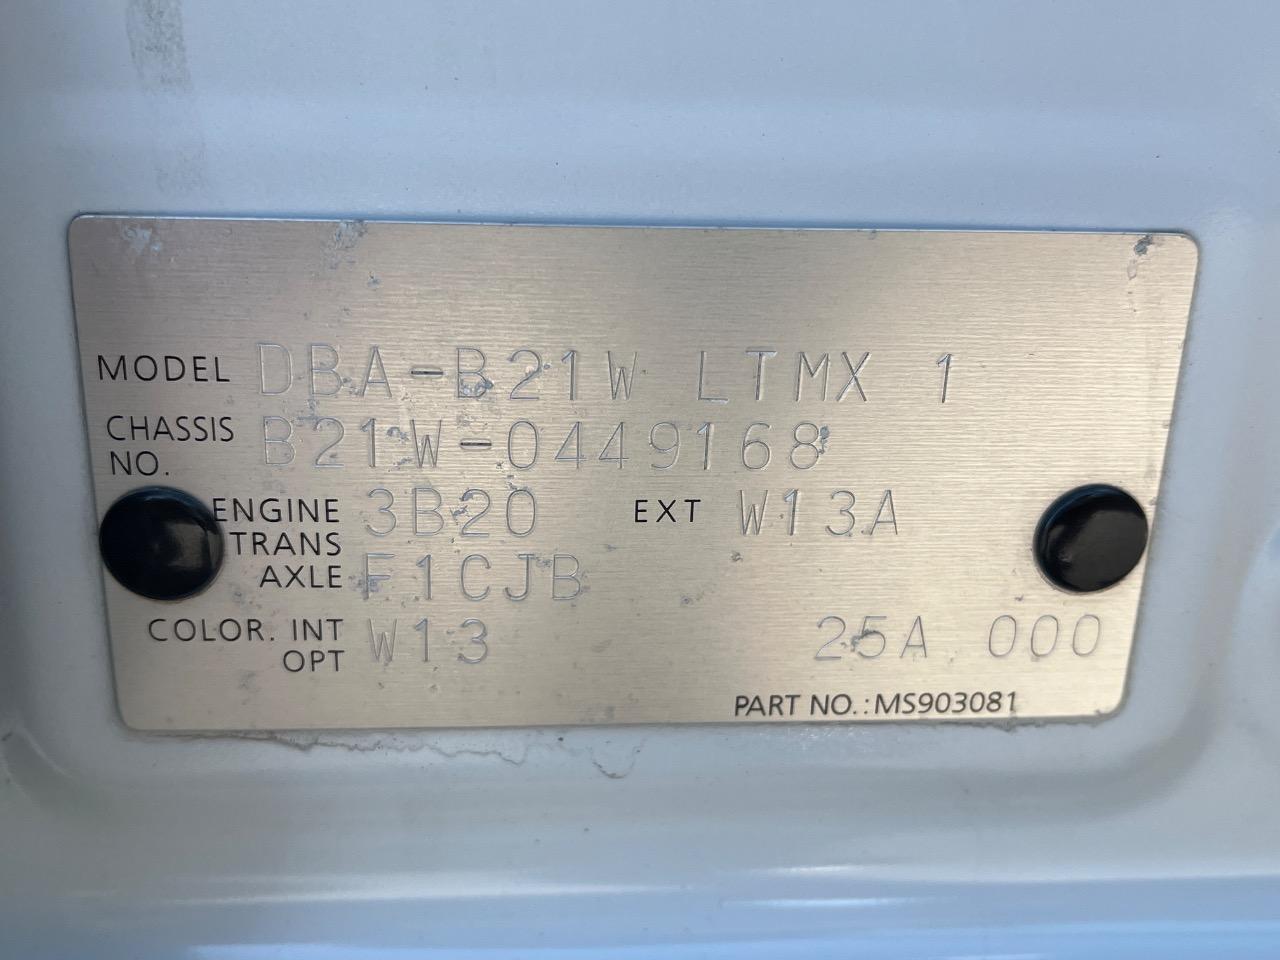 MODEL DBA-B21W LTMX 1
CHASSIS NO. B21W-0449168
ENGINE 3B20 EXT W13A
TRANS AXLE F1CJB
COLOR. INT OPT W13 25A 000
PART NO.: MS903081